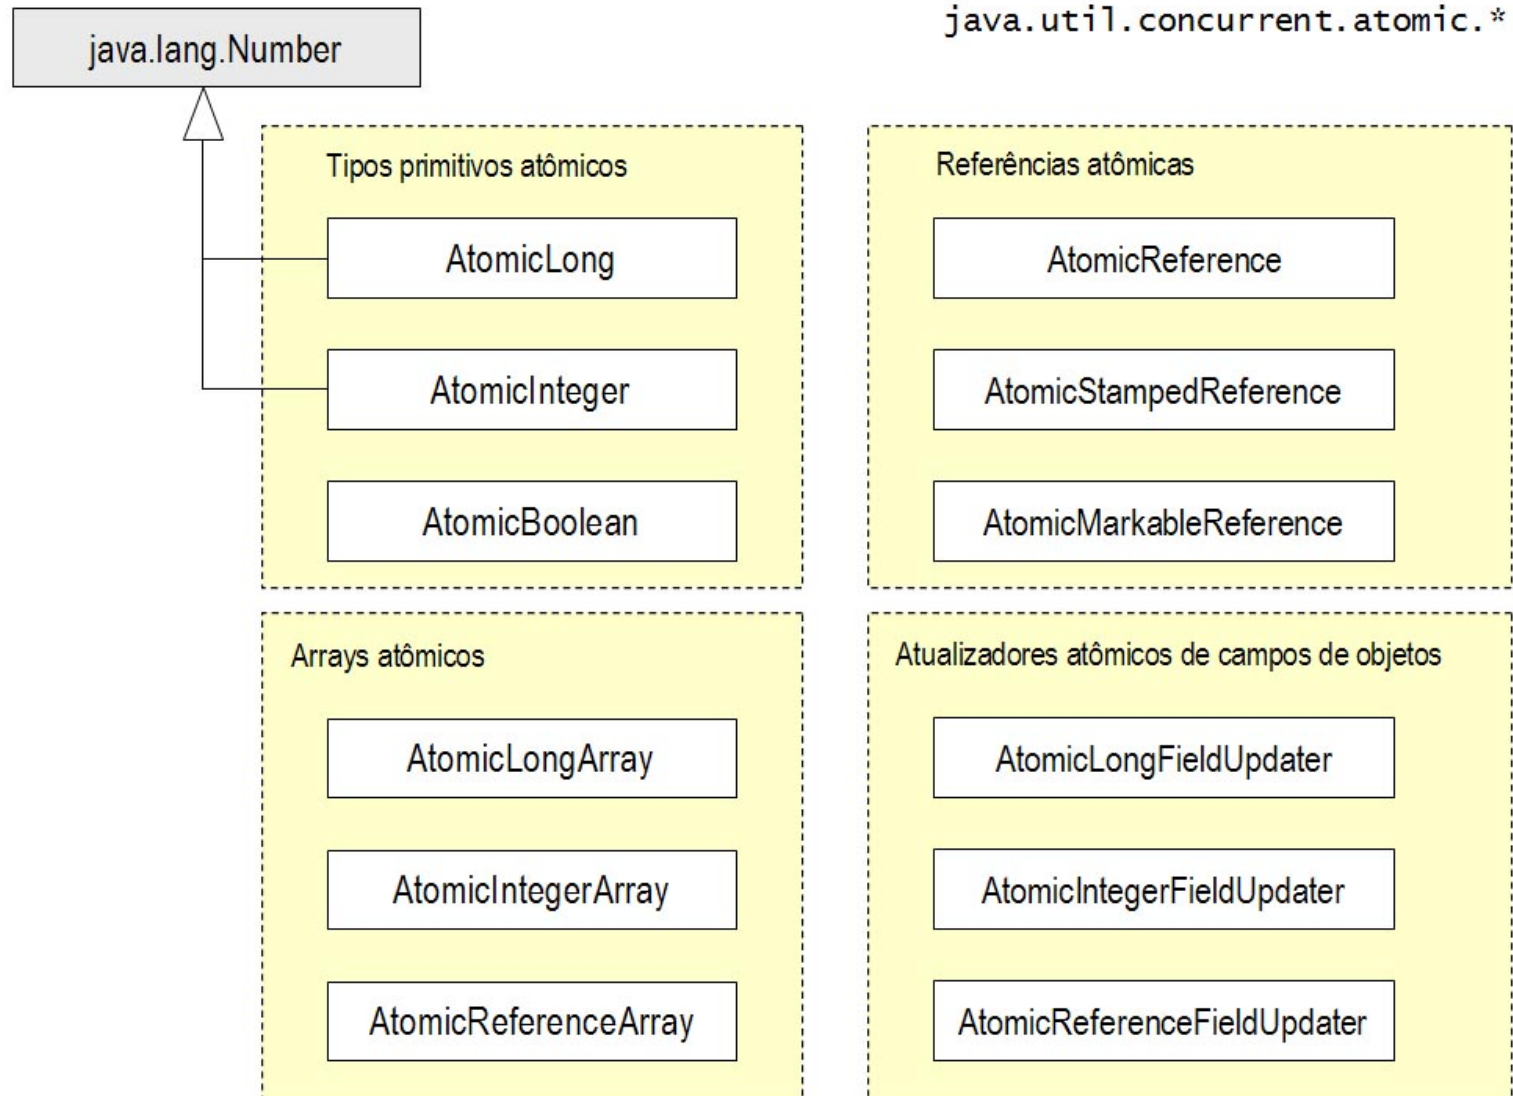 java.lang.Number
java.util.concurrent.atomic.*
Tipos primitivos atômicos
AtomicLong
AtomicInteger
AtomicBoolean
Referências atômicas
AtomicReference
AtomicStampedReference
AtomicMarkableReference
Arrays atômicos
AtomicLongArray
AtomicIntegerArray
AtomicReferenceArray
Atualizadores atômicos de campos de objetos
AtomicLongFieldUpdater
AtomicIntegerFieldUpdater
AtomicReferenceFieldUpdater